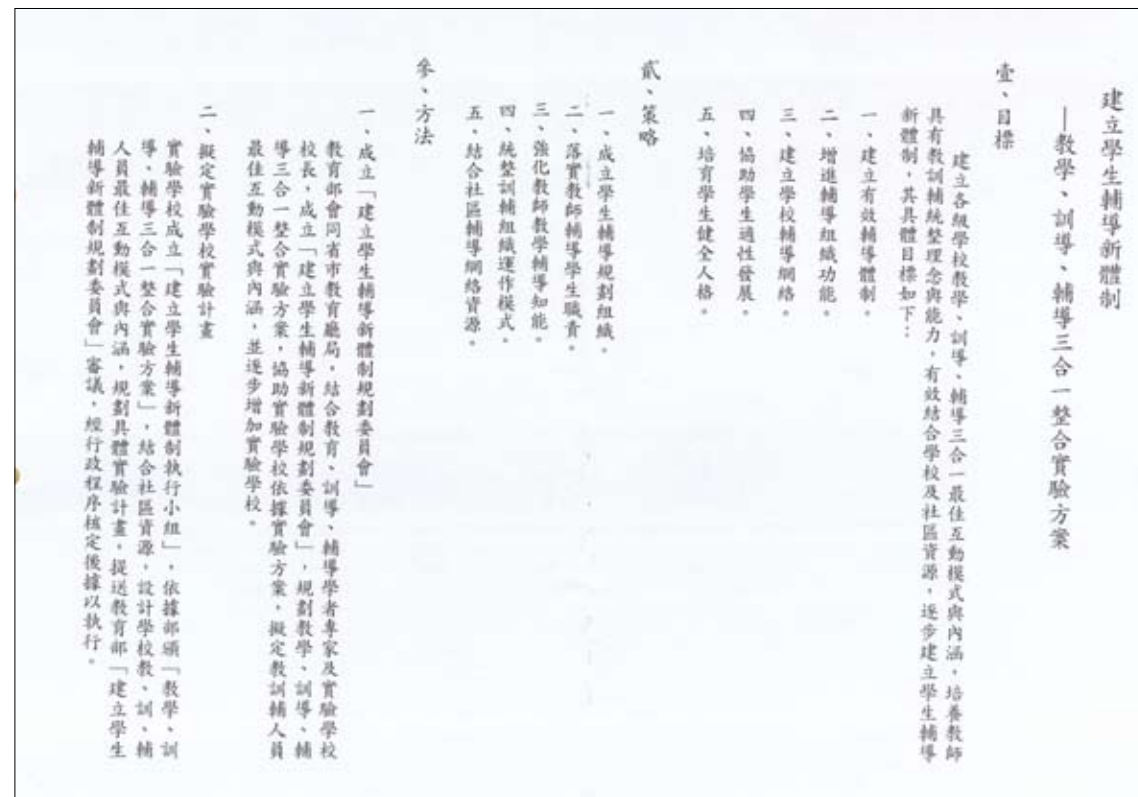 建立學生輔導新體制
—教學、訓導、輔導三合一整合實驗方案
壹、目標
建立各級學校教學、訓導、輔導三合一最佳互動模式與內涵,培養教師
具有教訓輔統整理念與能力,有效結合學校及社區資源,逐步建立學生輔導
新體制,其具體目標如下:
一、建立有效輔導體制。
二、增進輔導組織功能。
三、建立學校輔導網絡。
四、協助學生適性發展。
五、培育學生健全人格。
貳、策略
一、成立學生輔導規劃組織。
二、落實教師輔導學生職責。
三、強化教師教學輔導知能。
四、統整訓輔組織運作模式。
五、結合社區輔導網絡資源。
參、方法
一、成立「建立學生輔導新體制規劃委員會」
教育部會同省市教育廳局,結合教育、訓導、輔導學者專家及實驗學校
校長,成立「建立學生輔導新體制規劃委員會」,規劃教學、訓導、輔
導三合一整合實驗方案,協助實驗學校依據實驗方案,擬定教訓輔人員
最佳互動模式與內涵,並逐步增加實驗學校。
二、擬定實驗學校實驗計畫
實驗學校成立「建立學生輔導新體制執行小組」,依據部頒「教學、訓
導、輔導三合一整合實驗方案」,結合社區資源,設計學校教、訓、輔
人員最佳互動模式與內涵,規劃具體實驗計畫,提送教育部「建立學生
輔導新體制規劃委員會」審議,經行政程序核定後據以執行。